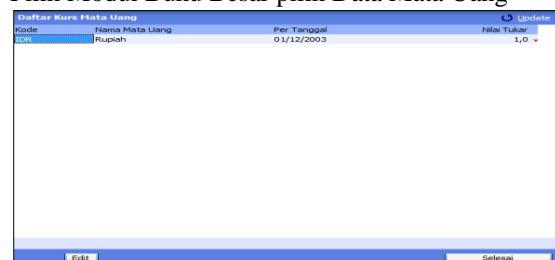 Pilih Modul Buku Besar pilih Data Mata Uang
Daftar Kurs Mata Uang Update
Kode Nama Mata Uang Per Tanggal Nilai Tukar
IDR Rupiah 01/12/2003 1,0
Edit Selesai